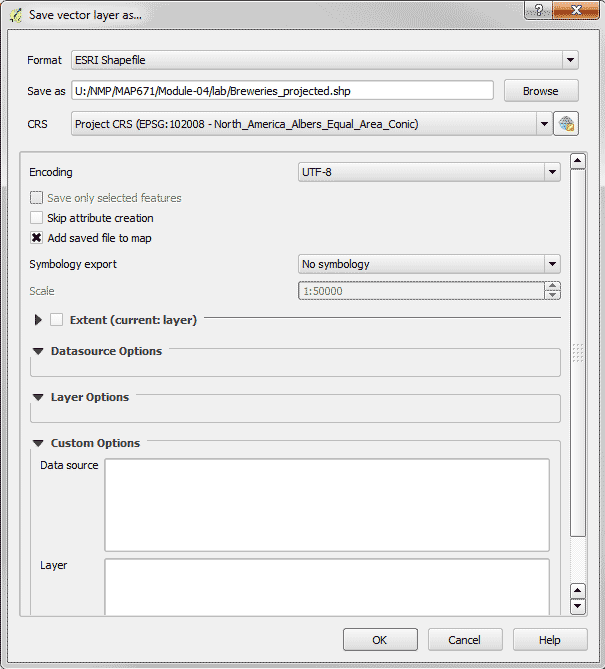 Save vector layer as...
?
Format ESRI Shapefile
Save as U:/NMP/MAP671/Module-04/lab/Breweries_projected.shp Browse
CRS Project CRS (EPSG:102008 - North_America_Albers_Equal_Area_Conic)
Encoding UTF-8
Save only selected features
Skip attribute creation
Add saved file to map
Symbology export No symbology
Scale 1:50000
Extent (current: layer)
Datasource Options
Layer Options
Custom Options
Data source
Layer
OK Cancel Help